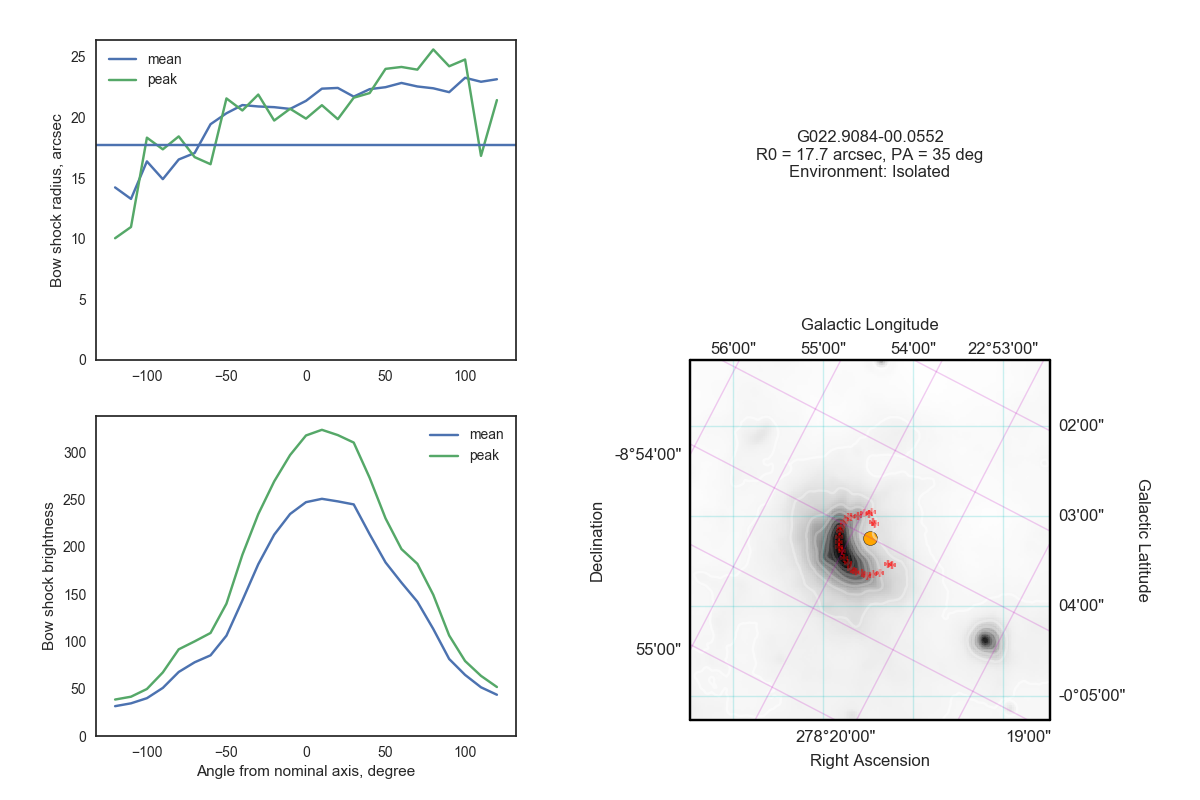 25
20
15
10
5
0
Bow shock radius, arcsec
mean
peak
−100
−50
0
50
100
300
250
200
150
100
50
0
Bow shock brightness
mean
peak
−100
−50
0
50
100
Angle from nominal axis, degree
G022.9084-00.0552
R0 = 17.7 arcsec, PA = 35 deg
Environment: Isolated
Galactic Longitude
56'00" 55'00" 54'00" 22°53'00"
-8°54'00"
55'00"
Declination
02'00"
03'00"
04'00"
-0°05'00"
Galactic Latitude
278°20'00" 19'00"
Right Ascension